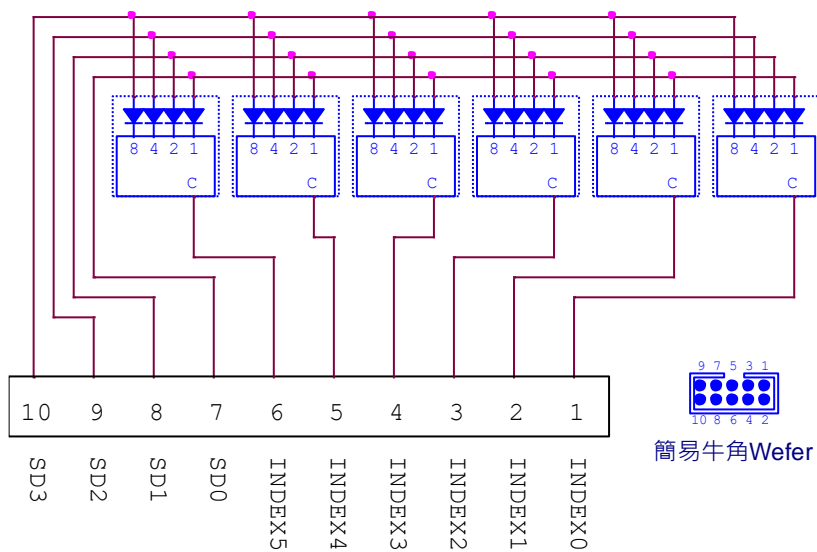 8 4 2 1 8 4 2 1 8 4 2 1 8 4 2 1 8 4 2 1 8 4 2 1
C C C C C C
10 9 8 7 6 5 4 3 2 1
SD3
SD2
SD1
SD0
INDEX5
INDEX4
INDEX3
INDEX2
INDEX1
INDEX0
9 7 5 3 1
10 8 6 4 2
簡易牛角Wefer